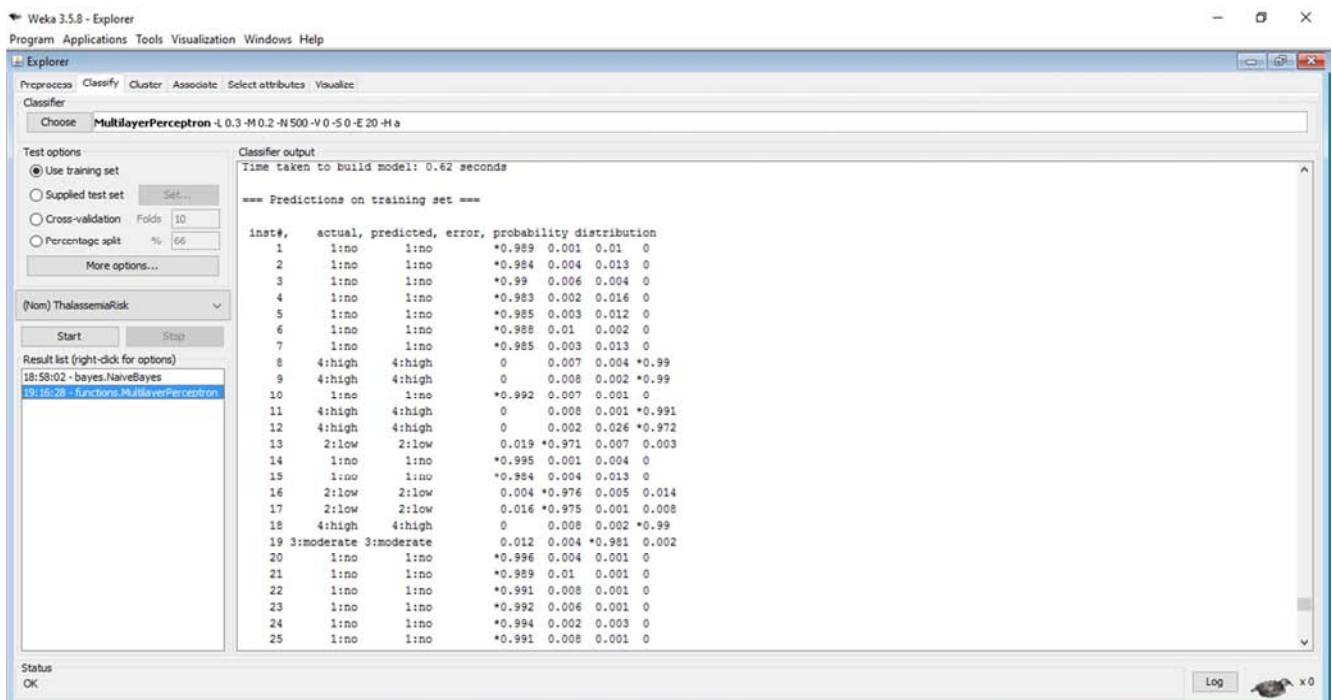 Weka 3.5.8 - Explorer
Program Applications Tools Visualization Windows Help
Explorer
Preprocess Classify Cluster Associate Select attributes Visualize
Classifier
Choose MultilayerPerceptron -L 0.3 -M 0.2 -N 500 -V 0 -S 0 -E 20 -H a
Test options
Use training set
Supplied test set Set...
Cross-validation Folds 10
Percentage split % 66
More options...
(Nom) ThalassemiaRisk
Start Stop
Result list (right-click for options)
18:58:02 - bayes.NaiveBayes
19:16:28 - functions.MultilayerPerceptron
Classifier output
Time taken to build model: 0.62 seconds
=== Predictions on training set ===
inst#, actual, predicted, error, probability distribution
1 1:no 1:no *0.989 0.001 0.01 0
2 1:no 1:no *0.984 0.004 0.013 0
3 1:no 1:no *0.99 0.006 0.004 0
4 1:no 1:no *0.983 0.002 0.016 0
5 1:no 1:no *0.985 0.003 0.012 0
6 1:no 1:no *0.988 0.01 0.002 0
7 1:no 1:no *0.985 0.003 0.013 0
8 4:high 4:high 0 0.007 0.004 *0.99
9 4:high 4:high 0 0.008 0.002 *0.99
10 1:no 1:no *0.992 0.007 0.001 0
11 4:high 4:high 0 0.008 0.001 *0.991
12 4:high 4:high 0 0.002 0.026 *0.972
13 2:low 2:low 0.019 *0.971 0.007 0.003
14 1:no 1:no *0.995 0.001 0.004 0
15 1:no 1:no *0.984 0.004 0.013 0
16 2:low 2:low 0.004 *0.976 0.005 0.014
17 2:low 2:low 0.016 *0.975 0.001 0.008
18 4:high 4:high 0 0.008 0.002 *0.99
19 3:moderate 3:moderate 0.012 0.004 *0.981 0.002
20 1:no 1:no *0.996 0.004 0.001 0
21 1:no 1:no *0.989 0.01 0.001 0
22 1:no 1:no *0.991 0.008 0.001 0
23 1:no 1:no *0.992 0.006 0.001 0
24 1:no 1:no *0.994 0.002 0.003 0
25 1:no 1:no *0.991 0.008 0.001 0
Status
OK
Log
x 0